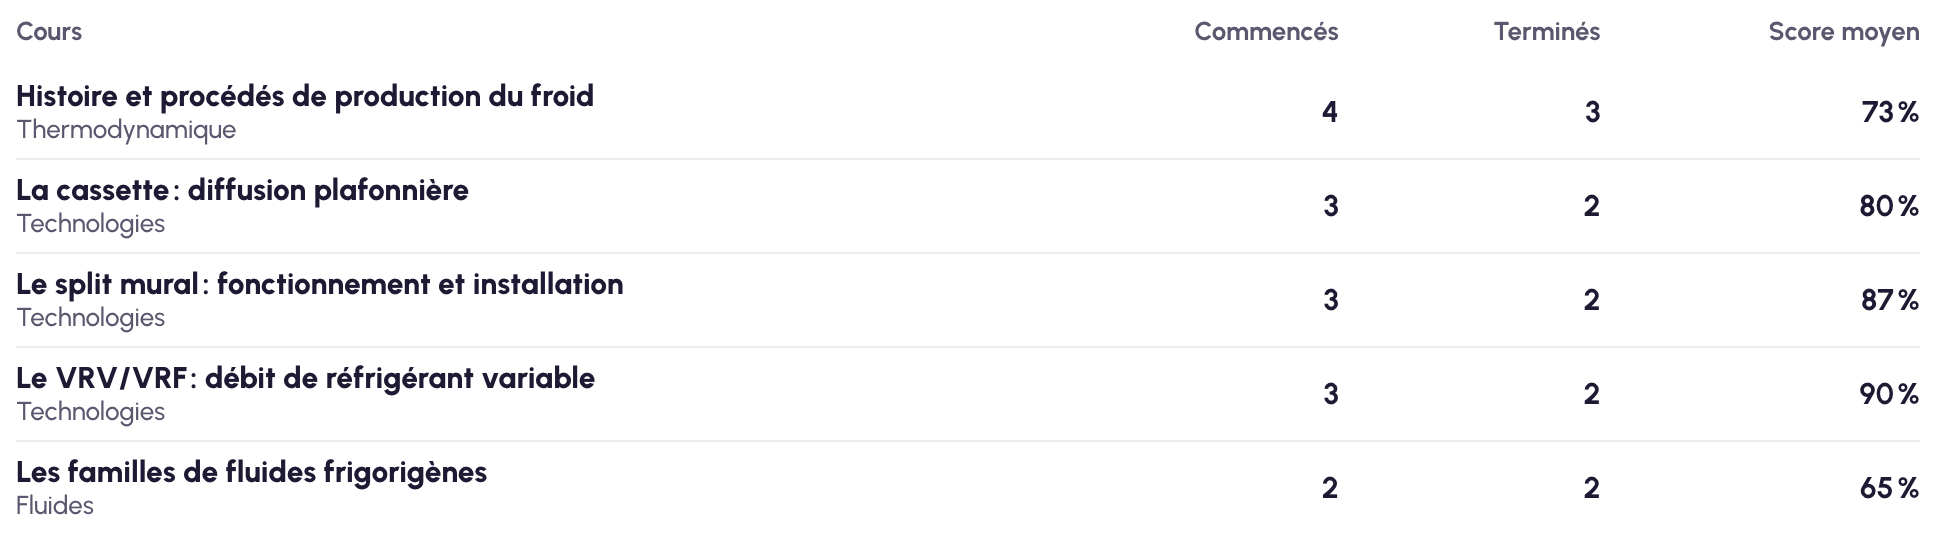 Cours Commencés Terminés Score moyen
Histoire et procédés de production du froid
Thermodynamique
4 3 73 %
La cassette : diffusion plafonnière
Technologies
3 2 80 %
Le split mural : fonctionnement et installation
Technologies
3 2 87 %
Le VRV/VRF : débit de réfrigérant variable
Technologies
3 2 90 %
Les familles de fluides frigorigènes
Fluides
2 2 65 %